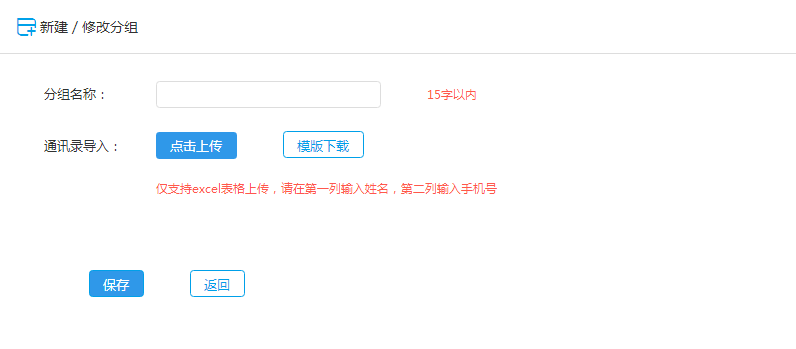 新建 / 修改分组
分组名称： 15字以内
通讯录导入： 点击上传 模版下载
仅支持excel表格上传，请在第一列输入姓名，第二列输入手机号
保存 返回